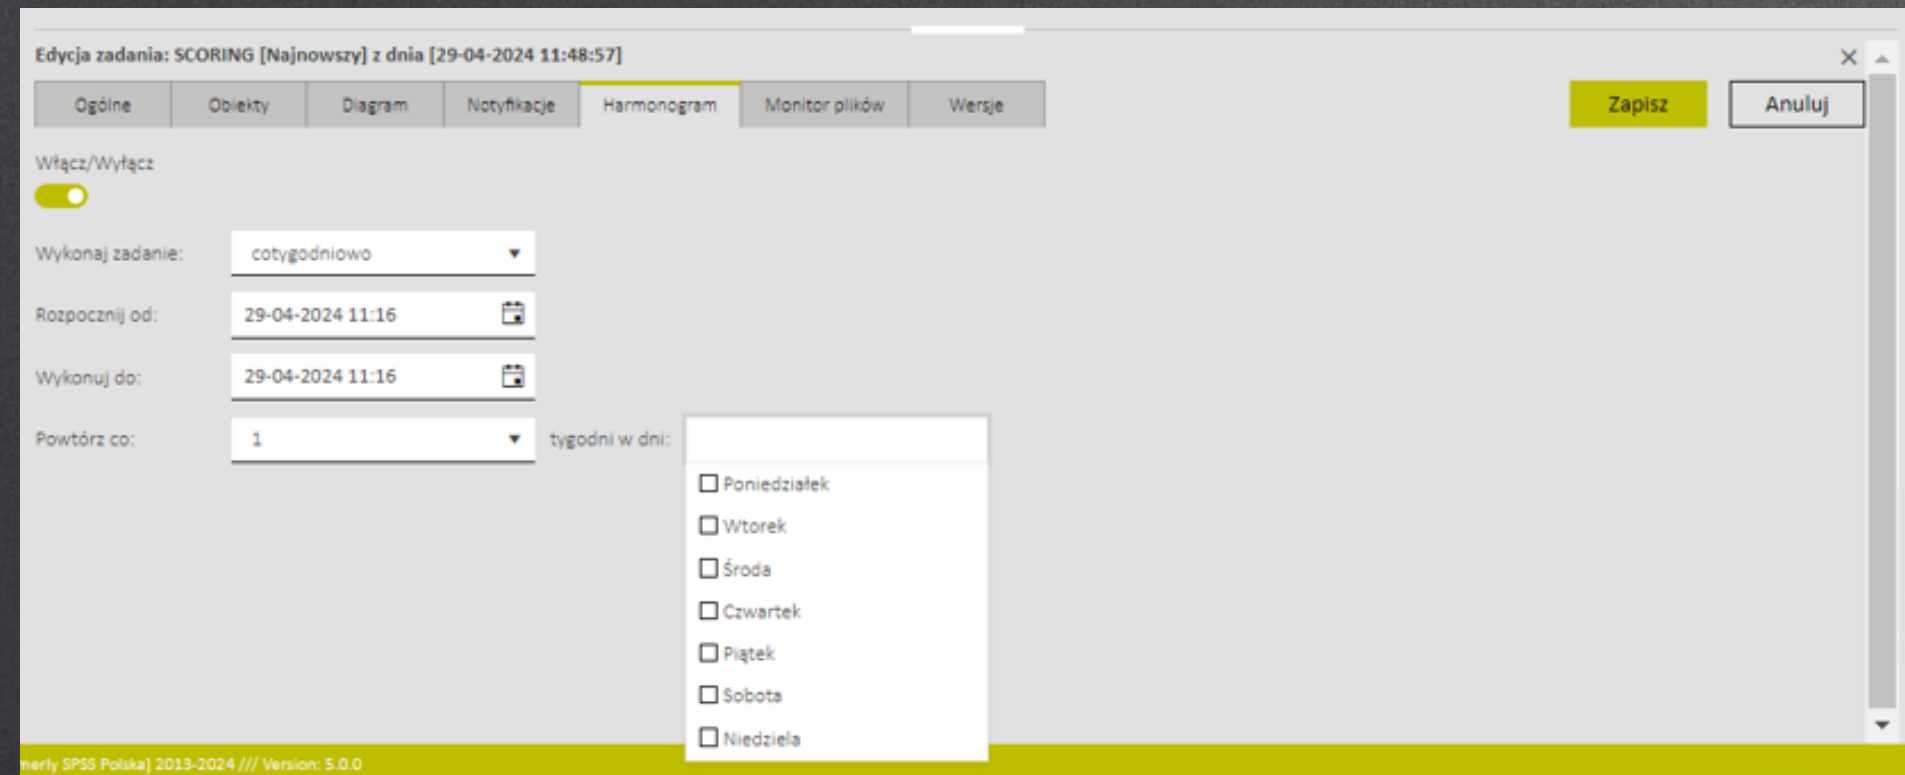 Edycja zadania: SCORING [Najnowszy] z dnia [29-04-2024 11:48:57]
Ogólne Obiekty Diagram Notyfikacje Harmonogram Monitor plików Wersje Zapisz Anuluj
Włącz/Wyłącz
Wykonaj zadanie: cotygodniowo
Rozpocznij od: 29-04-2024 11:16
Wykonuj do: 29-04-2024 11:16
Powtórz co: 1 tygodni w dni:
Poniedziałek
Wtorek
Środa
Czwartek
Piątek
Sobota
Niedziela
merly SPSS Polska] 2013-2024 /// Version: 5.0.0